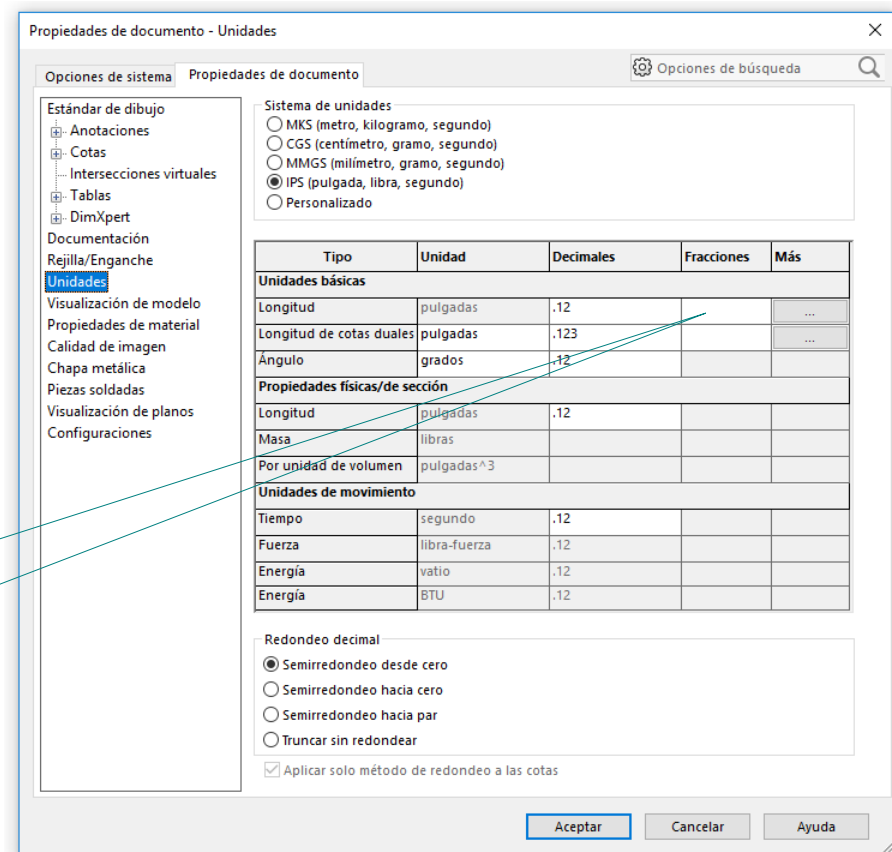 Propiedades de documento - Unidades
Opciones de sistema Propiedades de documento Opciones de búsqueda
Estándar de dibujo
Anotaciones
Cotas
Intersecciones virtuales
Tablas
DimXpert
Documentación
Rejilla/Enganche
Unidades
Visualización de modelo
Propiedades de material
Calidad de imagen
Chapa metálica
Piezas soldadas
Visualización de planos
Configuraciones
Sistema de unidades
MKS (metro, kilogramo, segundo)
CGS (centímetro, gramo, segundo)
MMGS (milímetro, gramo, segundo)
IPS (pulgada, libra, segundo)
Personalizado
Tipo Unidad Decimales Fracciones Más
Unidades básicas
Longitud pulgadas .12 ...
Longitud de cotas duales pulgadas .123 ...
Ángulo grados .12
Propiedades físicas/de sección
Longitud pulgadas .12
Masa libras
Por unidad de volumen pulgadas^3
Unidades de movimiento
Tiempo segundo .12
Fuerza libra-fuerza .12
Energía vatio .12
Energía BTU .12
Redondeo decimal
Semirredondeo desde cero
Semirredondeo hacia cero
Semirredondeo hacia par
Truncar sin redondear
Aplicar solo método de redondeo a las cotas
Aceptar Cancelar Ayuda